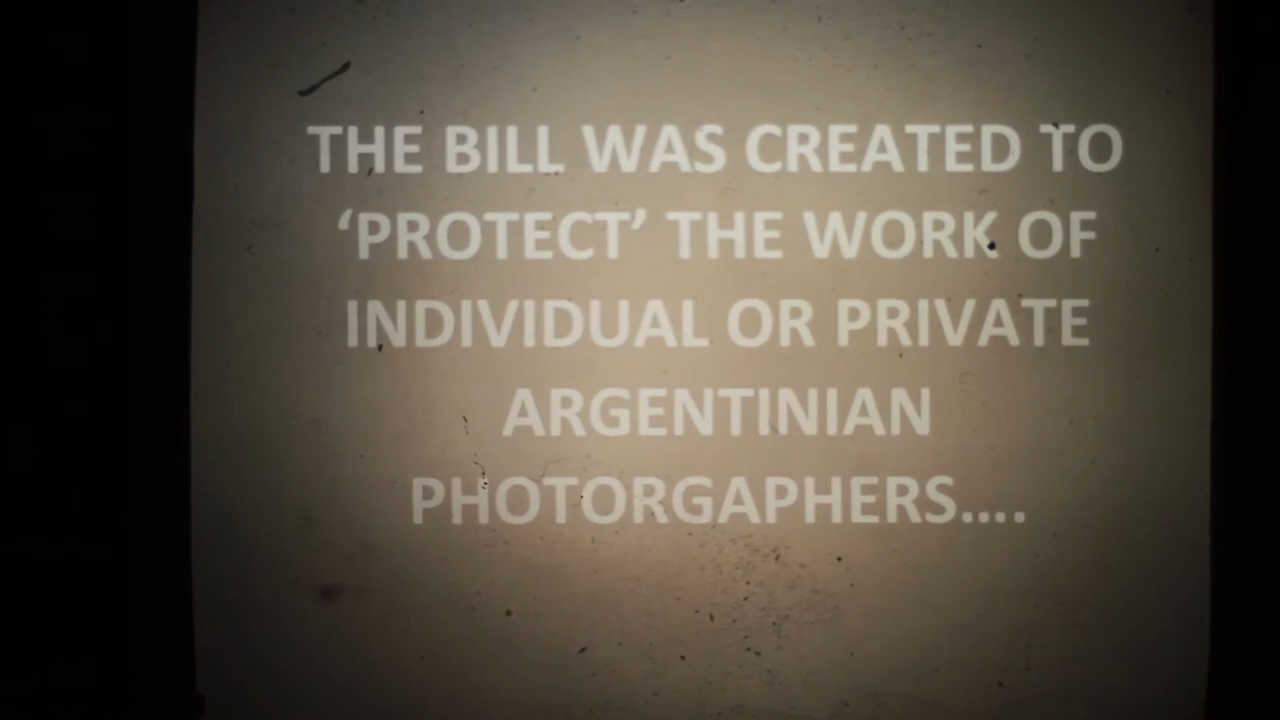 THE BILL WAS CREATED TO
‘PROTECT’ THE WORK OF
INDIVIDUAL OR PRIVATE
ARGENTINIAN
PHOTORGAPHERS....